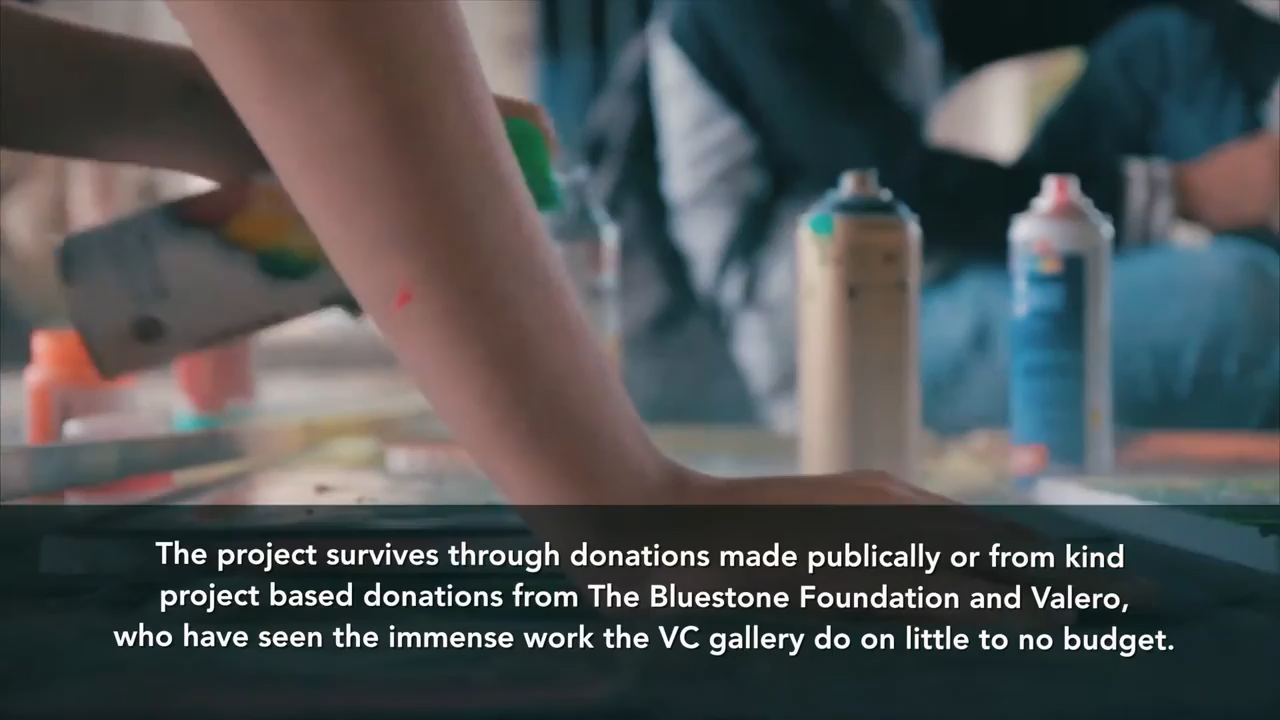 The project survives through donations made publically or from kind
project based donations from The Bluestone Foundation and Valero,
who have seen the immense work the VC gallery do on little to no budget.